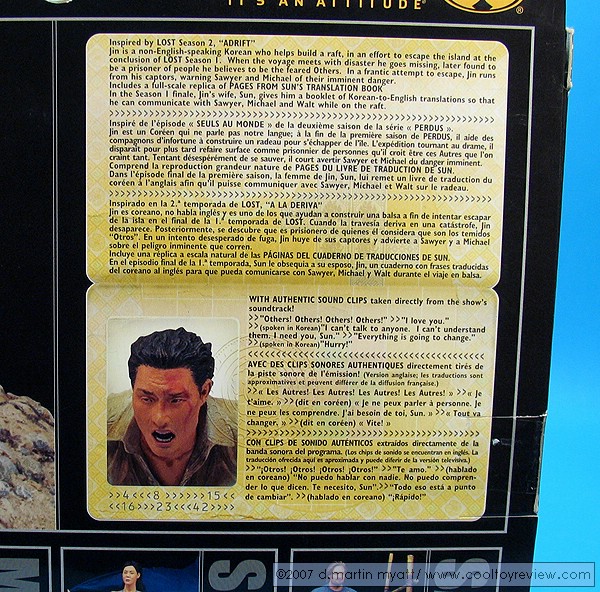 IT'S AN ATTITUDE®
Inspired by LOST Season 2, "ADRIFT"
Jin is a non-English-speaking Korean who helps build a raft, in an effort to escape the island at the
conclusion of LOST Season 1. When the voyage meets with disaster he goes missing, later found to
be a prisoner of people he believes to be the feared Others. In a frantic attempt to escape, Jin runs
from his captors, warning Sawyer and Michael of their imminent danger.
Includes a full-scale replica of PAGES FROM SUN'S TRANSLATION BOOK
In the Season 1 finale, Jin's wife, Sun, gives him a booklet of Korean-to-English translations so that
he can communicate with Sawyer, Michael and Walt while on the raft.
Inspiré de l'épisode « SEULS AU MONDE » de la deuxième saison de la série « PERDUS ».
Jin est un Coréen qui ne parle pas notre langue; à la fin de la première saison de PERDUS, il aide des
compagnons d'infortune à construire un radeau pour s'échapper de l'île. L'expédition tournant au drame, il
disparaît pour plus tard refaire surface comme prisonnier de personnes qu'il croit être ces Autres que l'on
craint tant. Tentant désespérément de se sauver, il court avertir Sawyer et Michael du danger imminent.
Comprend la reproduction grandeur nature de PAGES DU LIVRE DE TRADUCTION DE SUN.
Dans l'épisode final de la première saison, la femme de Jin, Sun, lui remet un livre de traduction du
coréen à l'anglais afin qu'il puisse communiquer avec Sawyer, Michael et Walt sur le radeau.
Inspirado en la 2.ª temporada de LOST, "A LA DERIVA"
Jin es coreano, no habla inglés y es uno de los que ayudan a construir una balsa a fin de intentar escapar
de la isla en el final de la 1.ª temporada de LOST. Cuando la travesía deriva en una catástrofe, Jin
desaparece. Posteriormente, se descubre que es prisionero de quienes él considera que son los temidos
"Otros". En un intento desesperado de fuga, Jin huye de sus captores y advierte a Sawyer y a Michael
sobre el peligro inminente que corren.
Incluye una réplica a escala natural de las PÁGINAS DEL CUADERNO DE TRADUCCIONES DE SUN.
En el episodio final de la 1.ª temporada, Sun le obsequia a su esposo, Jin, un cuaderno con frases traducidas
del coreano al inglés para que pueda comunicarse con Sawyer, Michael y Walt durante el viaje en balsa.
WITH AUTHENTIC SOUND CLIPS taken directly from the show's
soundtrack!
>>"Others! Others! Others! Others!" >>"I love you."
>>(spoken in Korean)"I can't talk to anyone. I can't understand
them. I need you, Sun." >>"Everything is going to change."
>>(spoken in Korean)"Hurry!"
AVEC DES CLIPS SONORES AUTHENTIQUES directement tirés de
la piste sonore de l'émission! (Version anglaise; les traductions sont
approximatives et peuvent différer de la diffusion française.)
>>« Les Autres! Les Autres! Les Autres! Les Autres! » >>« Je
t'aime. » >>(dit en coréen) « Je ne peux parler à personne. Je
ne peux les comprendre. J'ai besoin de toi, Sun. » >>« Tout va
changer. » >>(dit en coréen) « Vite! »
CON CLIPS DE SONIDO AUTÉNTICOS extraídos directamente de la
banda sonora del programa. (Los clips de sonido se encuentran en inglés. La
traducción ofrecida aquí es aproximada y puede diferir de la versión televisiva.)
>>"¡Otros! ¡Otros! ¡Otros! ¡Otros!" >>"Te amo." >>(hablado
en coreano) "No puedo hablar con nadie. No puedo compren-
der lo que dicen. Te necesito, Sun".>>"Todo eso está a punto
de cambiar". >>(hablado en coreano) "¡Rápido!"
>>4<<<8 >>>>>>15<<
<<16>>>23<<<42>>>>
M
S
S
©2007 d.martin myatt/ www.cooltoyreview.com